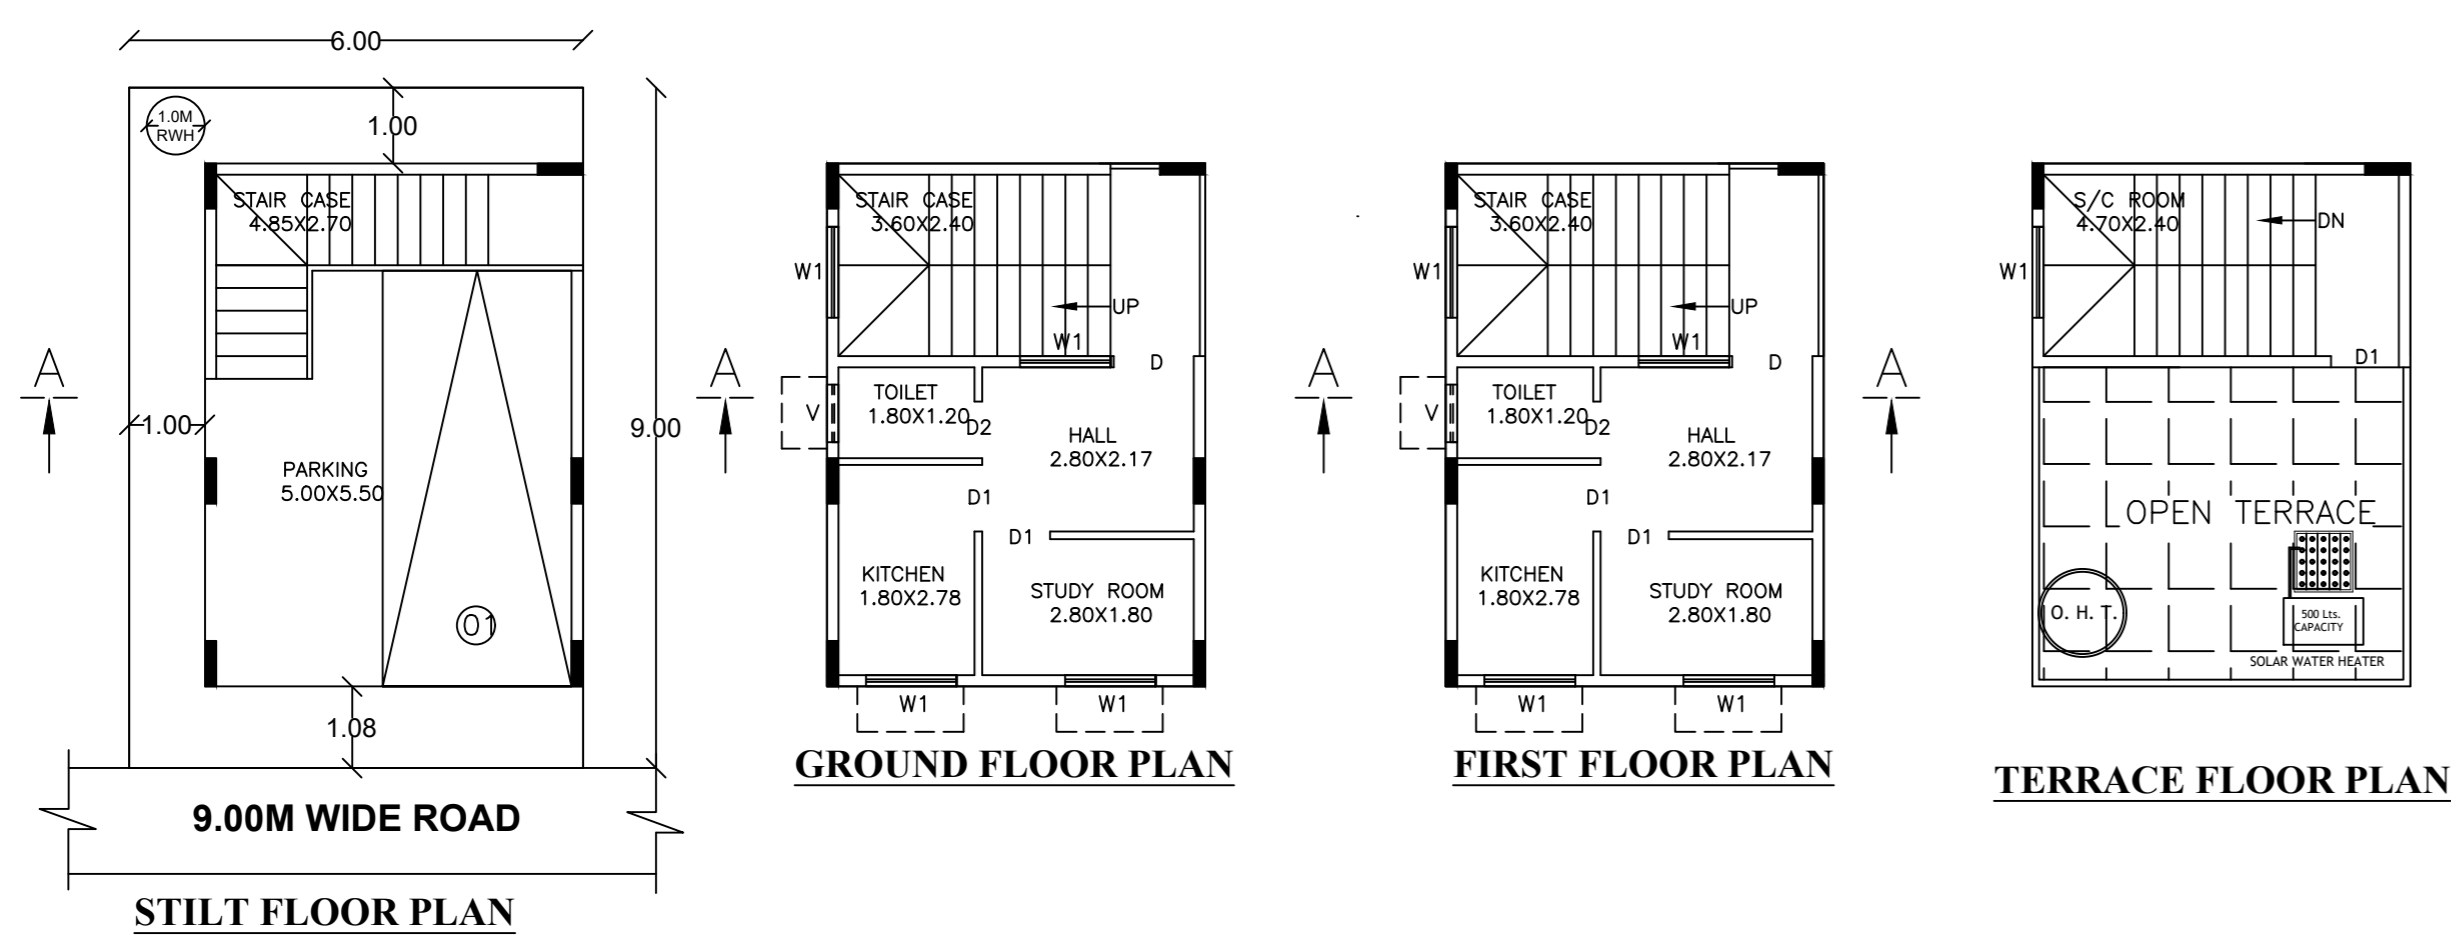 6.00
1.0M
RWH
1.00
STAIR CASE
4.85X2.70
A
1.00
9.00
PARKING
5.00X5.50
01
1.08
9.00M WIDE ROAD
STILT FLOOR PLAN
STAIR CASE
3.60X2.40
W1
UP
W1
D
A
V
TOILET
1.80X1.20
D2
HALL
2.80X2.17
D1
D1
KITCHEN
1.80X2.78
STUDY ROOM
2.80X1.80
W1
W1
GROUND FLOOR PLAN
STAIR CASE
3.60X2.40
W1
UP
W1
D
A
V
TOILET
1.80X1.20
D2
HALL
2.80X2.17
D1
D1
KITCHEN
1.80X2.78
STUDY ROOM
2.80X1.80
W1
W1
FIRST FLOOR PLAN
S/C ROOM
4.70X2.40
DN
W1
D1
A
OPEN TERRACE
O. H. T.
500 Lts.
CAPACITY
SOLAR WATER HEATER
TERRACE FLOOR PLAN